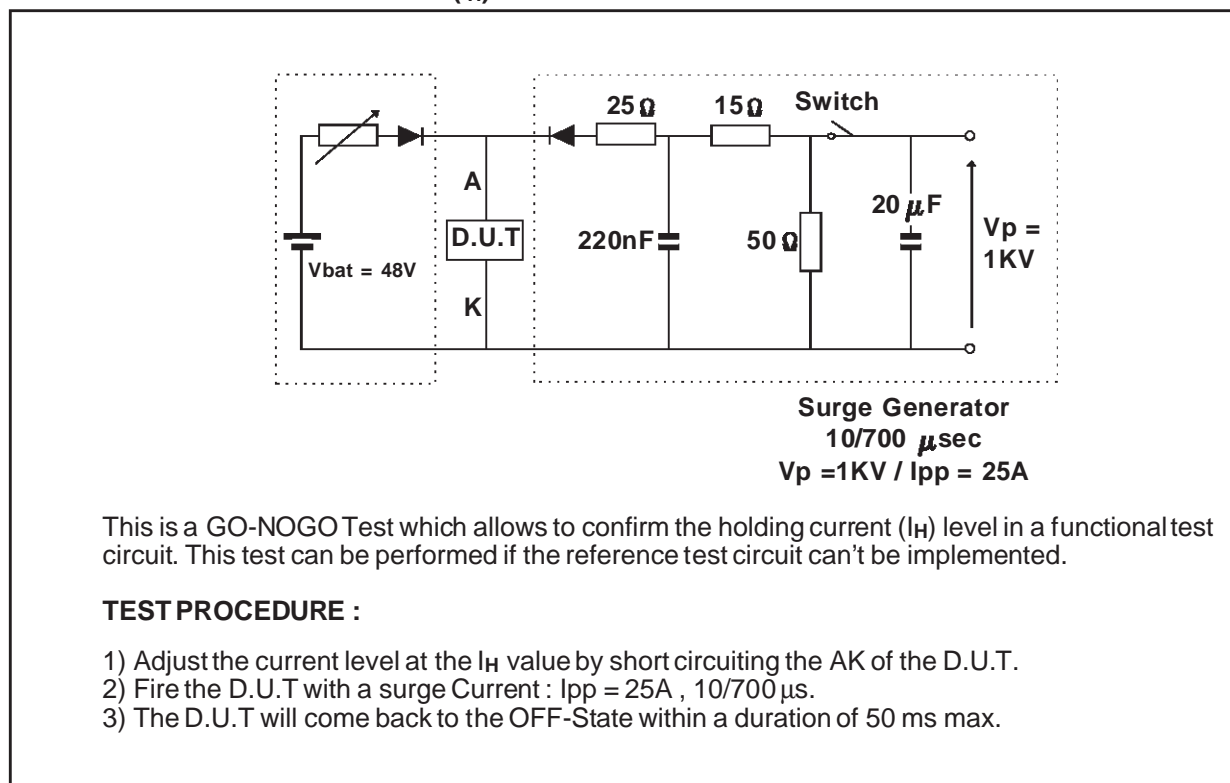 (IH)
25Ω 15Ω Switch
A
D.U.T
K
Vbat = 48V
220nF
50Ω
20 µF
Vp =
1KV
Surge Generator
10/700 µsec
Vp =1KV / Ipp = 25A
This is a GO-NOGO Test which allows to confirm the holding current (IH) level in a functional test
circuit. This test can be performed if the reference test circuit can't be implemented.
TEST PROCEDURE :
1) Adjust the current level at the IH value by short circuiting the AK of the D.U.T.
2) Fire the D.U.T with a surge Current : Ipp = 25A , 10/700 µs.
3) The D.U.T will come back to the OFF-State within a duration of 50 ms max.